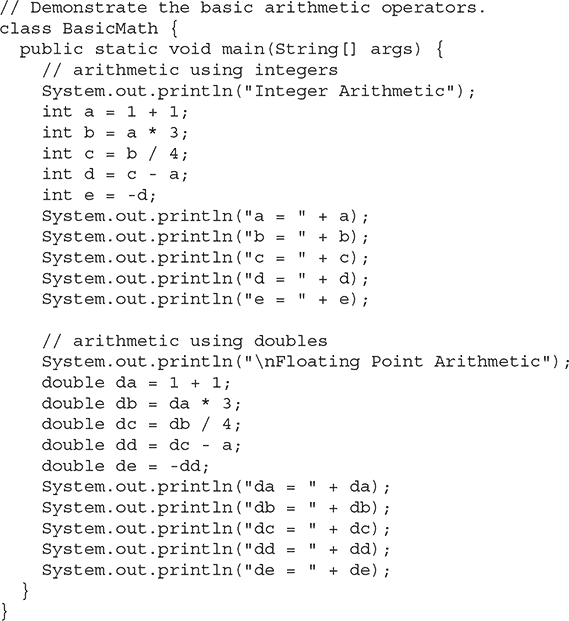 // Demonstrate the basic arithmetic operators.
class BasicMath {
  public static void main(String[] args) {
    // arithmetic using integers
    System.out.println("Integer Arithmetic");
    int a = 1 + 1;
    int b = a * 3;
    int c = b / 4;
    int d = c - a;
    int e = -d;
    System.out.println("a = " + a);
    System.out.println("b = " + b);
    System.out.println("c = " + c);
    System.out.println("d = " + d);
    System.out.println("e = " + e);

    // arithmetic using doubles
    System.out.println("\nFloating Point Arithmetic");
    double da = 1 + 1;
    double db = da * 3;
    double dc = db / 4;
    double dd = dc - a;
    double de = -dd;
    System.out.println("da = " + da);
    System.out.println("db = " + db);
    System.out.println("dc = " + dc);
    System.out.println("dd = " + dd);
    System.out.println("de = " + de);
  }
}